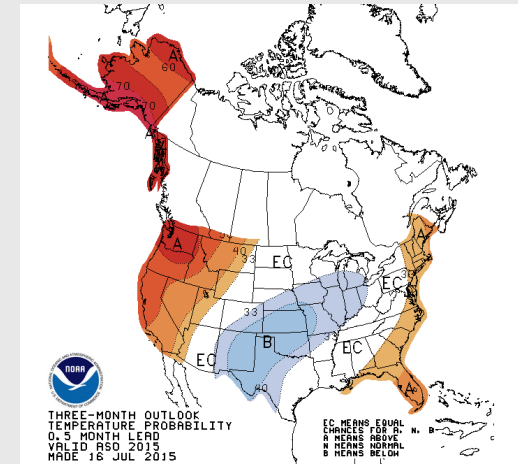 A
60
70
70
A
A
40
33
EC
A
EC
33
B
33
EC
EC
40
A
NOAA
THREE-MONTH OUTLOOK
TEMPERATURE PROBABILITY
0.5 MONTH LEAD
VALID ASO 2015
MADE 16 JUL 2015
EC MEANS EQUAL
CHANCES FOR A, N, B
A MEANS ABOVE
N MEANS NORMAL
B MEANS BELOW